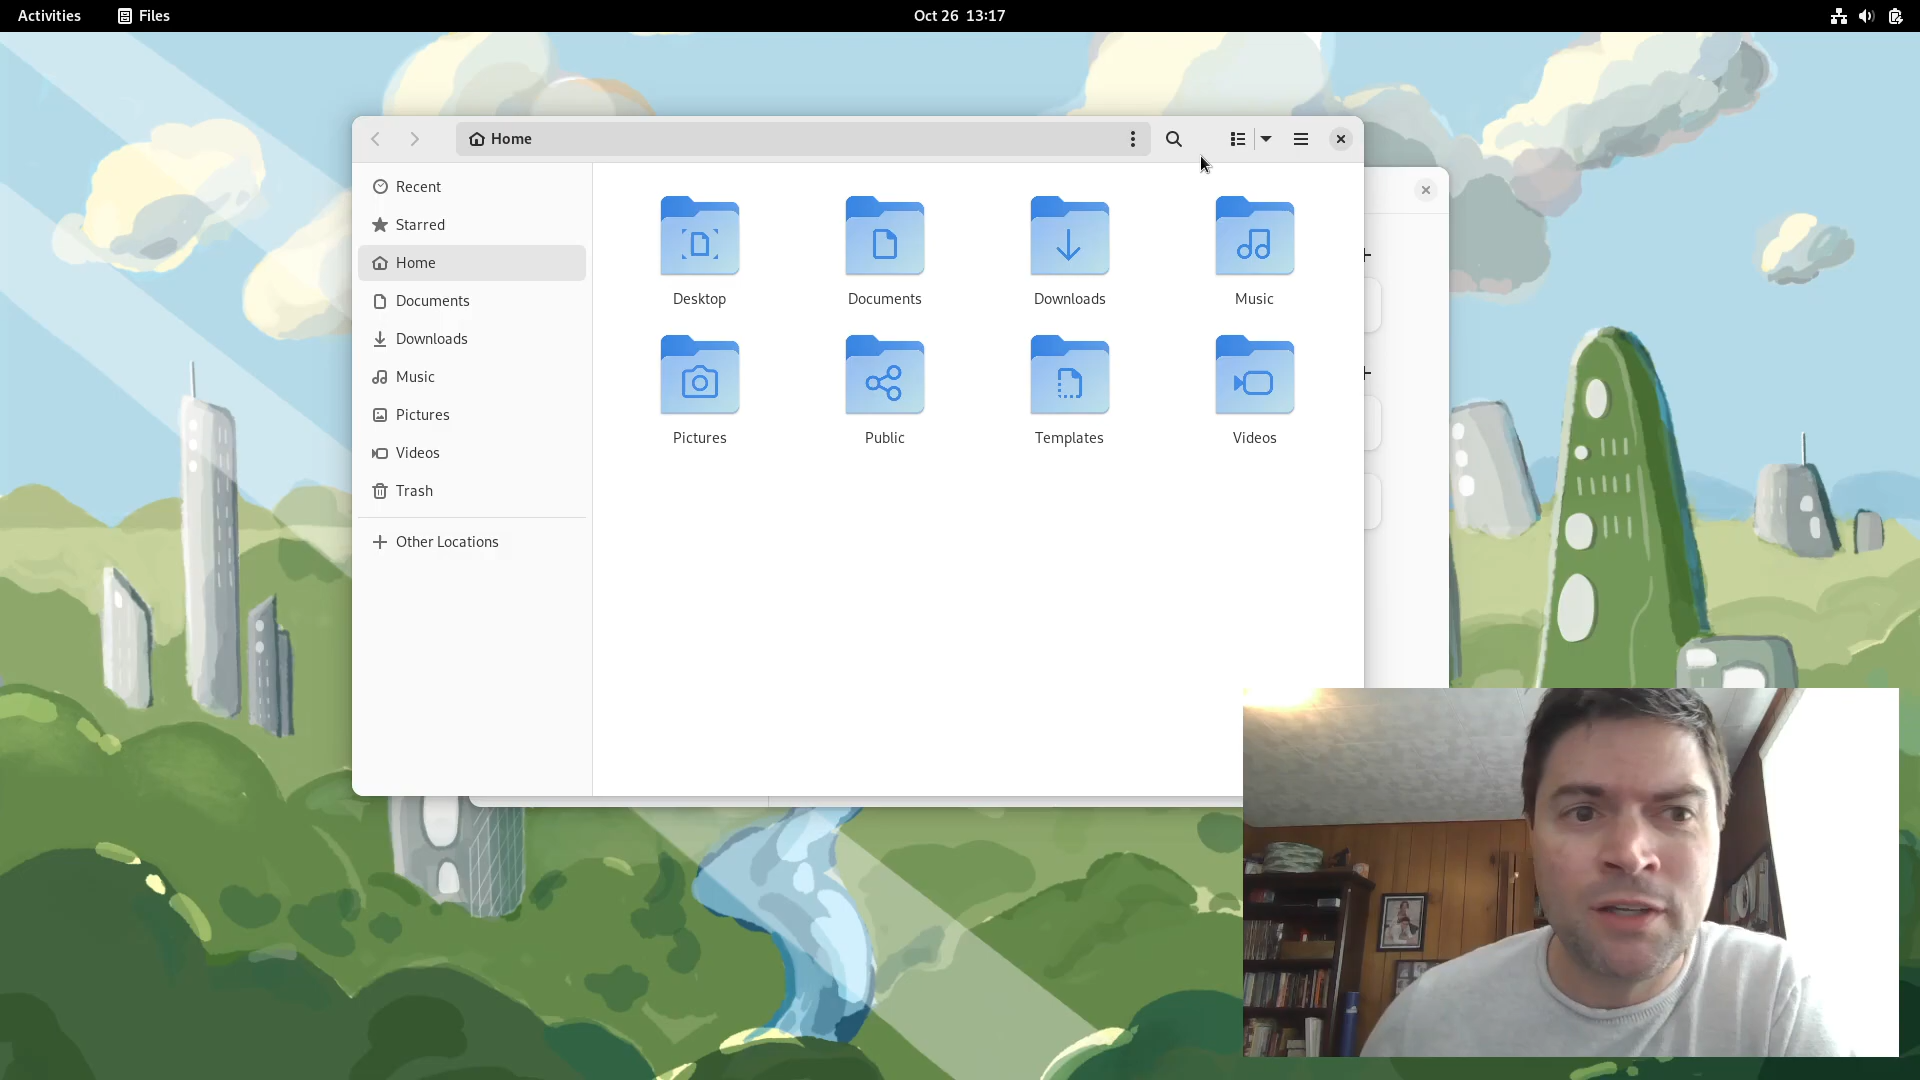 Activities
Files
Oct 26 13:17
Home
Recent
Starred
Home
Documents
Downloads
Music
Pictures
Videos
Trash
Other Locations
Desktop
Documents
Downloads
Music
Pictures
Public
Templates
Videos